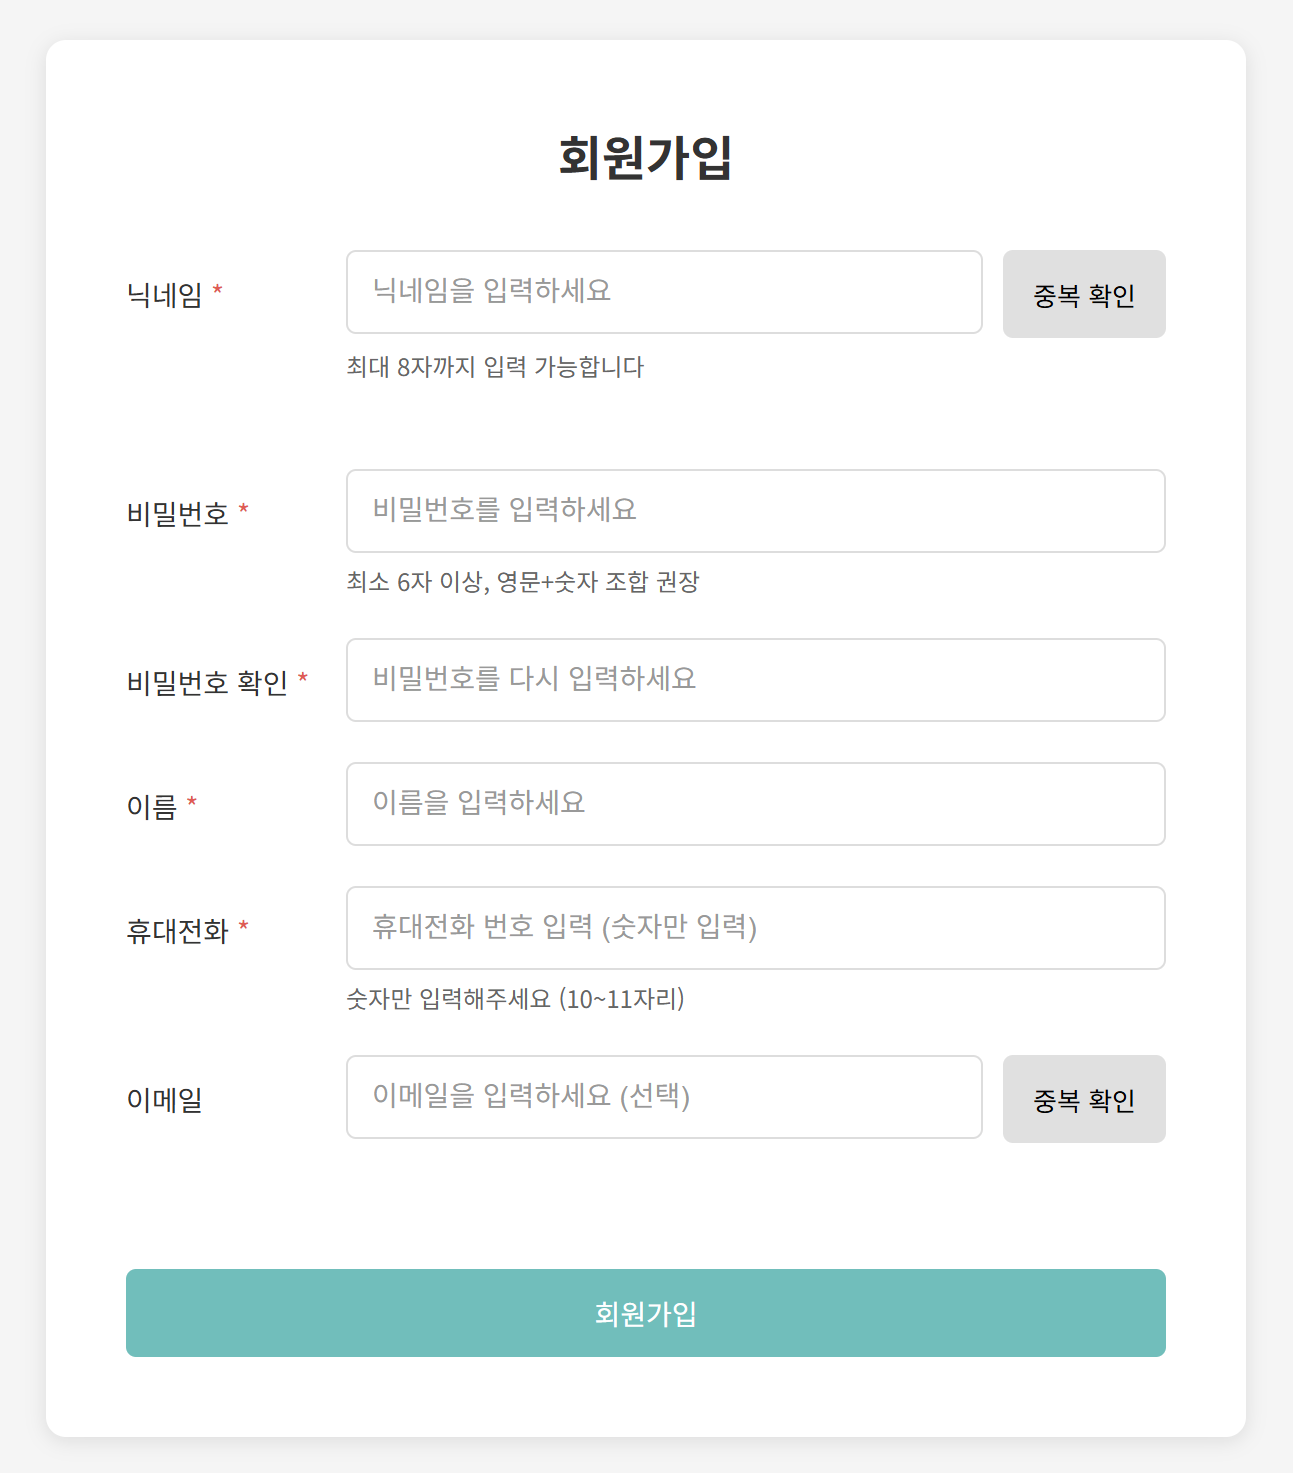 회원가입
닉네임 *
닉네임을 입력하세요
중복 확인
최대 8자까지 입력 가능합니다
비밀번호 *
비밀번호를 입력하세요
최소 6자 이상, 영문+숫자 조합 권장
비밀번호 확인 *
비밀번호를 다시 입력하세요
이름 *
이름을 입력하세요
휴대전화 *
휴대전화 번호 입력 (숫자만 입력)
숫자만 입력해주세요 (10~11자리)
이메일
이메일을 입력하세요 (선택)
중복 확인
회원가입